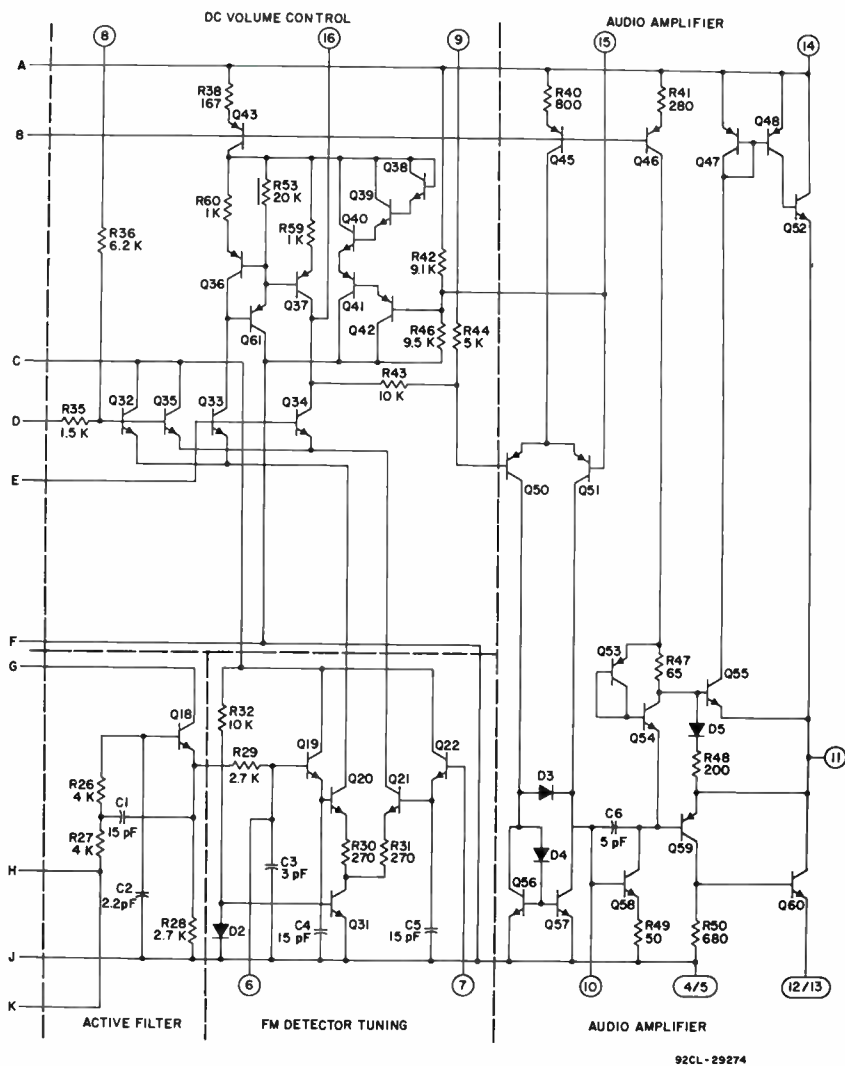 DC VOLUME CONTROL
AUDIO AMPLIFIER
8
16
9
15
14
A
R38
167
Q43
R40
800
R41
280
B
Q45
Q46
Q47
Q48
R60
1K
R53
20 K
R59
1 K
Q38
Q39
Q40
Q52
R36
6.2 K
R42
9.1 K
Q36
Q37
Q41
Q42
Q61
R46
9.5 K
R44
5 K
C
R43
10 K
D
R35
1.5 K
Q32
Q35
Q33
Q34
E
Q50
Q51
F
G
Q53
R47
65
Q55
Q18
R32
10 K
Q54
D5
R29
2.7 K
Q19
Q20
Q21
Q22
R48
200
11
R26
4 K
C1
15 pF
D3
C6
5 pF
R27
4 K
R30
270
R31
270
D4
Q59
H
C3
3 pF
Q56
Q57
Q58
Q60
C2
2.2pF
R28
2.7 K
D2
C4
15 pF
Q31
C5
15 pF
R49
50
R50
680
J
6
7
10
4/5
12/13
K
ACTIVE FILTER
FM DETECTOR TUNING
AUDIO AMPLIFIER
92CL-29274